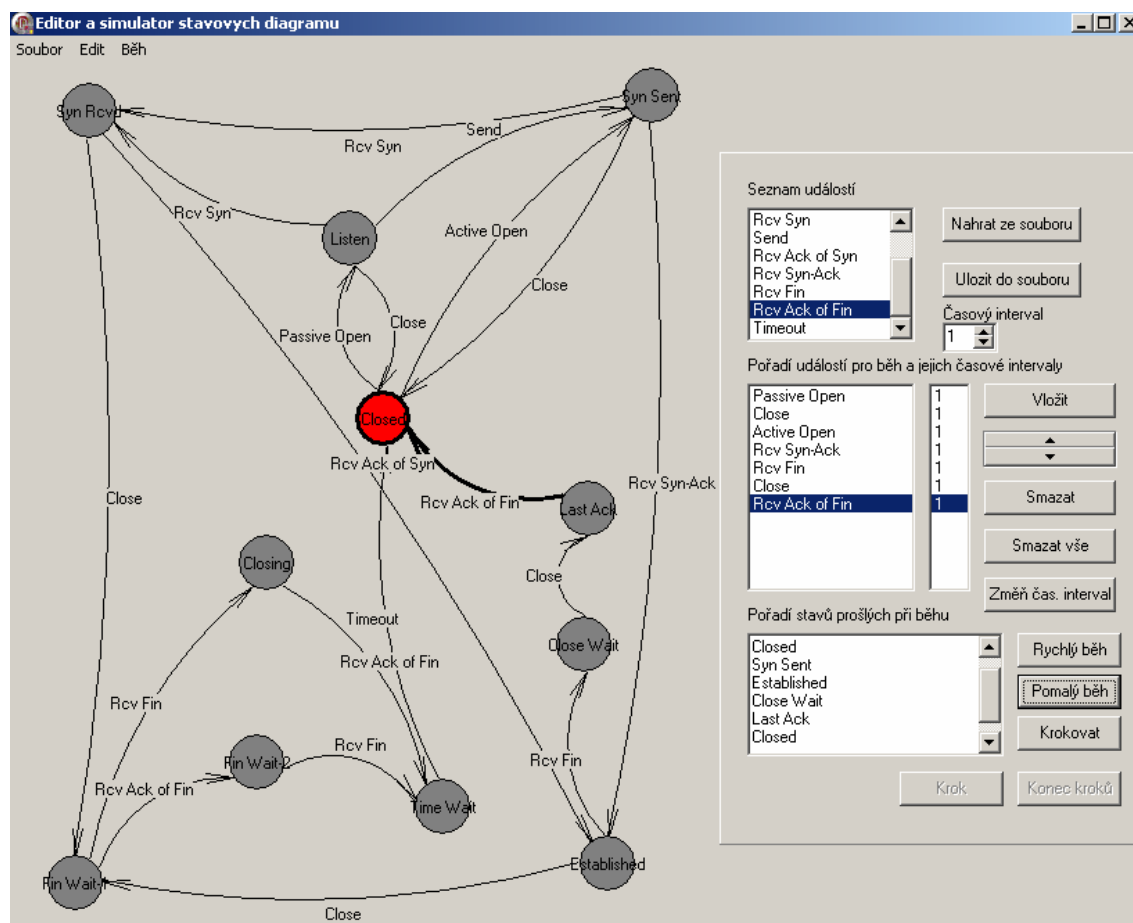 Editor a simulator stavovych diagramu
Soubor Edit Běh
Syn Rcvd
Syn Sent
Send
Rcv Syn
Rcv Syn
Listen
Active Open
Close
Passive Open
Close
Closed
Rcv Ack of Syn
Rcv Ack of Fin
Rcv Syn-Ack
Close
Last Ack
Closing
Close
Timeout
Close Wait
Rcv Ack of Fin
Rcv Fin
Fin Wait-2
Rcv Fin
Rcv Fin
Rcv Ack of Fin
Time Wait
Established
Fin Wait-1
Close
Seznam událostí
Rcv Syn
Send
Rcv Ack of Syn
Rcv Syn-Ack
Rcv Fin
Rcv Ack of Fin
Timeout
Nahrat ze souboru
Ulozit do souboru
Časový interval
1
Pořadí událostí pro běh a jejich časové intervaly
Passive Open 1
Close 1
Active Open 1
Rcv Syn-Ack 1
Rcv Fin 1
Close 1
Rcv Ack of Fin 1
Vložit
Smazat
Smazat vše
Změň čas. interval
Pořadí stavů prošlých při běhu
Closed
Syn Sent
Established
Close Wait
Last Ack
Closed
Rychlý běh
Pomalý běh
Krokovat
Krok
Konec kroků